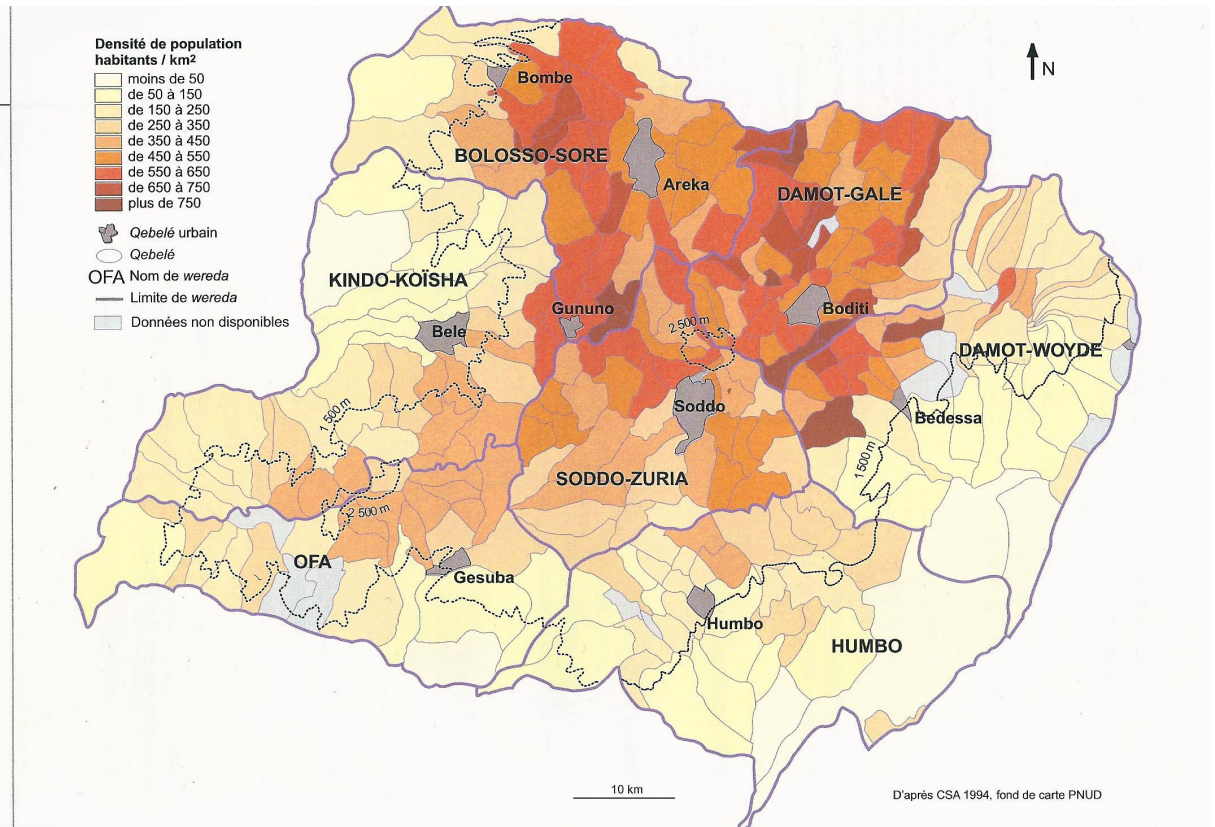 Densité de population
habitants / km2
moins de 50
de 50 à 150
de 150 à 250
de 250 à 350
de 350 à 450
de 450 à 550
de 550 à 650
de 650 à 750
plus de 750
Qebelé urbain
Qebelé
OFA Nom de wereda
Limite de wereda
Données non disponibles
N
Bombe
BOLOSSO-SORE
Areka
DAMOT-GALE
KINDO-KOÏSHA
Gununo
Boditi
2 500 m
Bele
DAMOT-WOYDE
Soddo
1 500 m
Bedessa
1 500 m
SODDO-ZURIA
2 500 m
OFA
Gesuba
Humbo
HUMBO
10 km
D'après CSA 1994, fond de carte PNUD